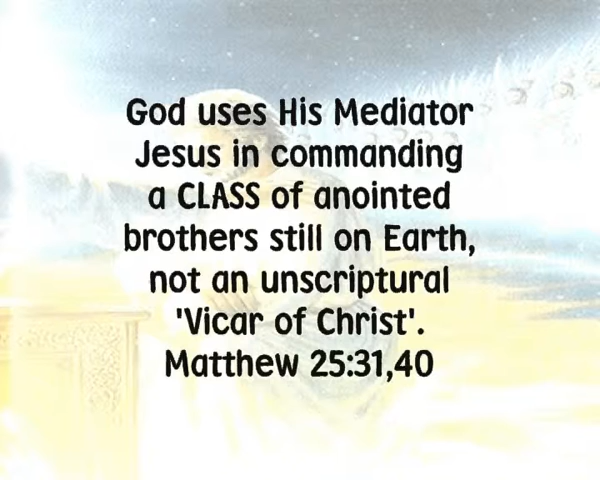 God uses His Mediator
Jesus in commanding
a CLASS of anointed
brothers still on Earth,
not an unscriptural
'Vicar of Christ'.
Matthew 25:31,40